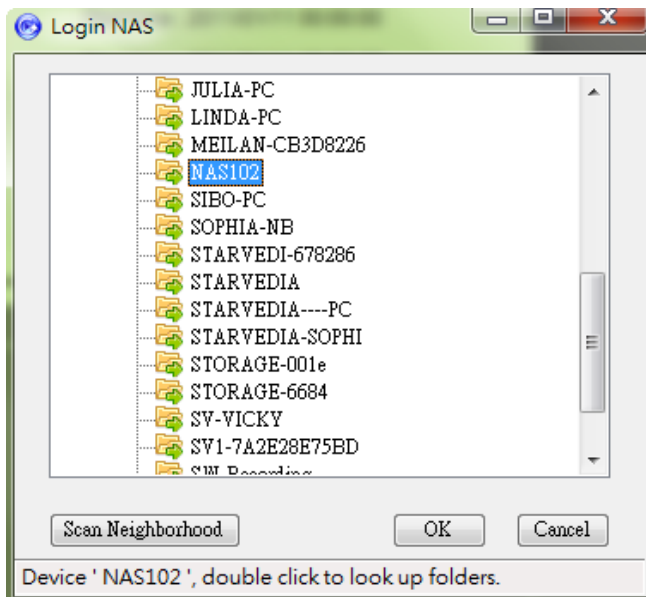 Login NAS
JULIA-PC
LINDA-PC
MEILAN-CB3D8226
NAS102
SIBO-PC
SOPHIA-NB
STARVEDI-678286
STARVEDIA
STARVEDIA----PC
STARVEDIA-SOPHI
STORAGE-001e
STORAGE-6684
SV-VICKY
SV1-7A2E28E75BD
SW Recording
Scan Neighborhood OK Cancel
Device ' NAS102 ', double click to look up folders.